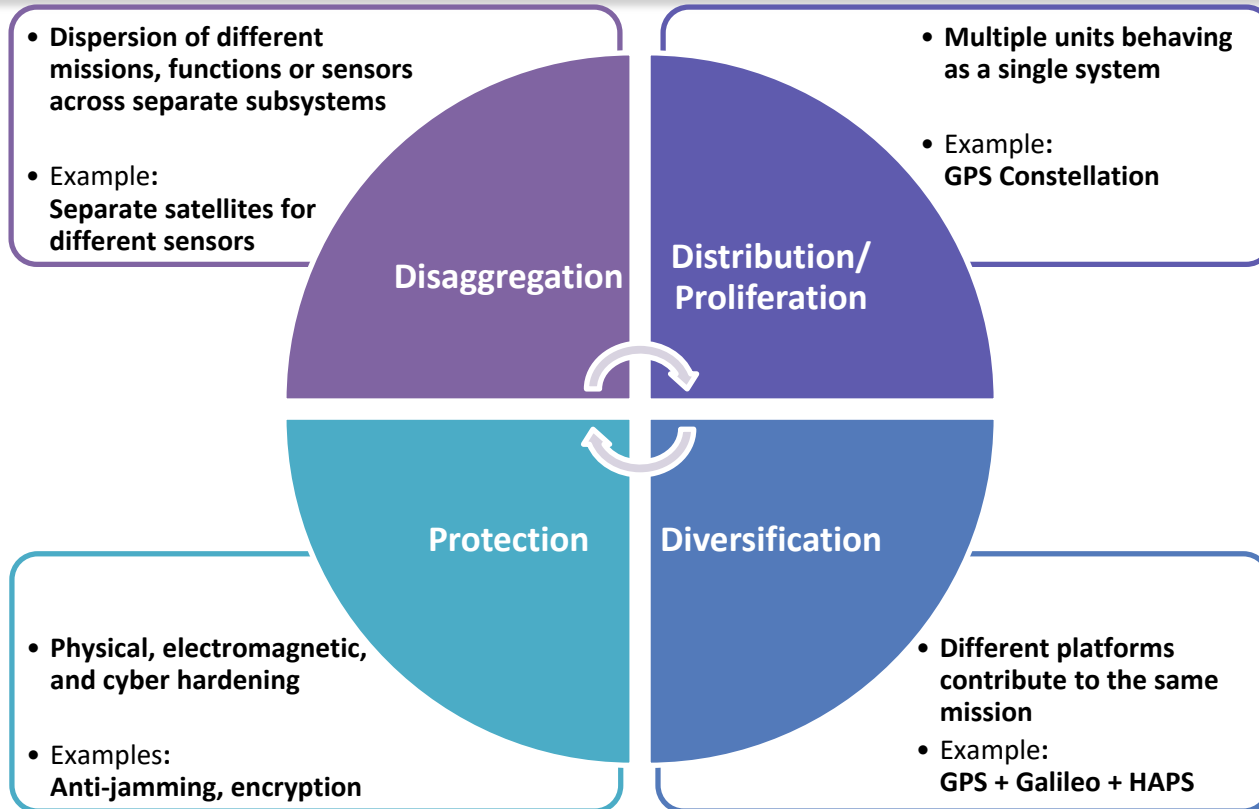 • Dispersion of different
missions, functions or sensors
across separate subsystems
• Example:
Separate satellites for
different sensors
Disaggregation
• Multiple units behaving
as a single system
• Example:
GPS Constellation
Distribution/
Proliferation
Protection
• Physical, electromagnetic,
and cyber hardening
• Examples:
Anti-jamming, encryption
Diversification
• Different platforms
contribute to the same
mission
• Example:
GPS + Galileo + HAPS